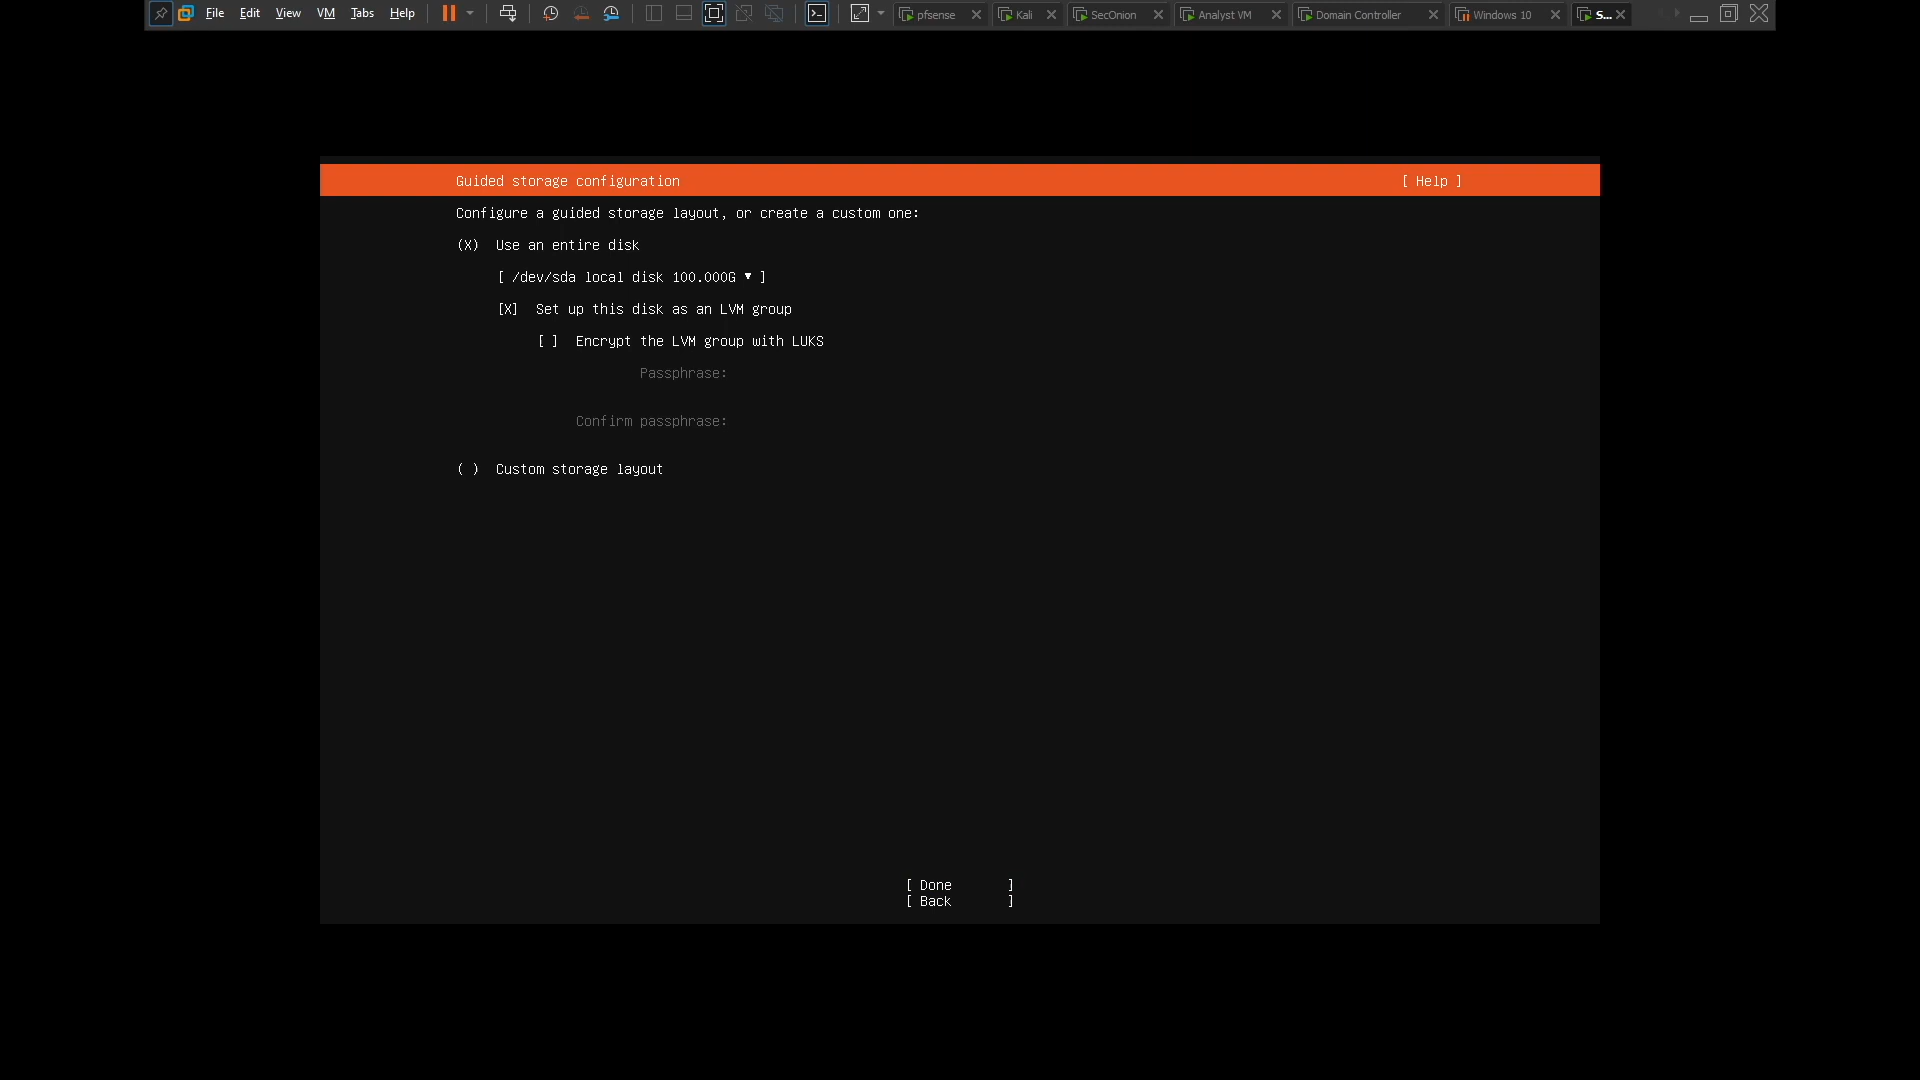 File Edit View VM Tabs Help pfsense Kali SecOnion Analyst VM Domain Controller Windows 10 S...
Guided storage configuration [ Help ]
Configure a guided storage layout, or create a custom one:
(X) Use an entire disk
[ /dev/sda local disk 100.000G ▾ ]
[X] Set up this disk as an LVM group
[ ] Encrypt the LVM group with LUKS
Passphrase:
Confirm passphrase:
( ) Custom storage layout
[ Done ]
[ Back ]